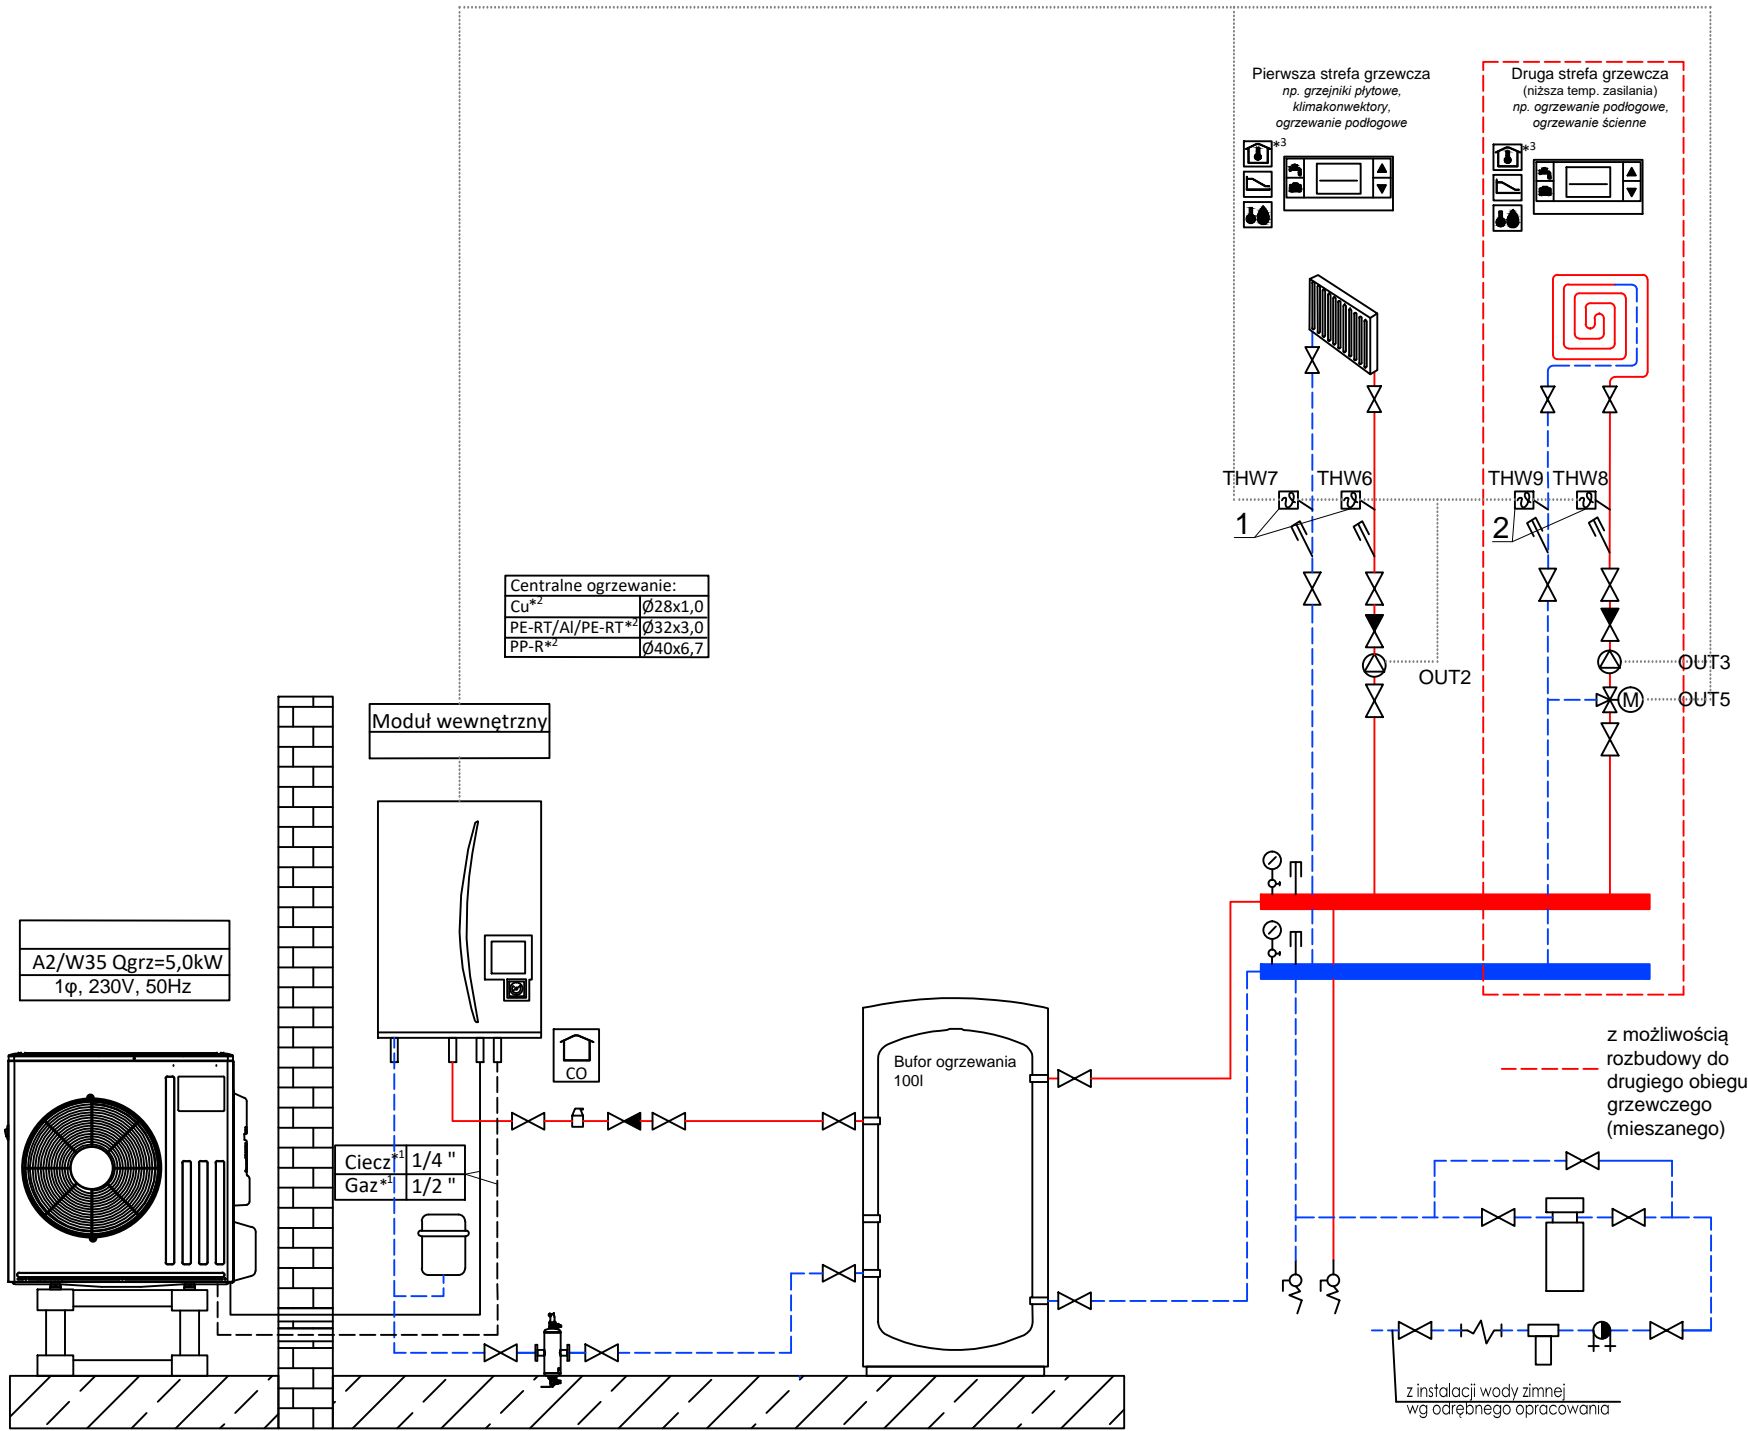 Pierwsza strefa grzewcza
np. grzejniki płytowe,
klimakonwektory,
ogrzewanie podłogowe
*3
Druga strefa grzewcza
(niższa temp. zasilania)
np. ogrzewanie podłogowe,
ogrzewanie ścienne
*3
THW7
THW6
1
THW9
THW8
2
OUT2
OUT3
M
OUT5
Centralne ogrzewanie:
Cu*2 Ø28x1,0
PE-RT/Al/PE-RT*2 Ø32x3,0
PP-R*2 Ø40x6,7
Moduł wewnętrzny
A2/W35 Qgrz=5,0kW
1φ, 230V, 50Hz
CO
Ciecz*1 1/4 "
Gaz*1 1/2 "
Bufor ogrzewania
100l
z możliwością
rozbudowy do
drugiego obiegu
grzewczego
(mieszanego)
z instalacji wody zimnej
wg odrębnego opracowania